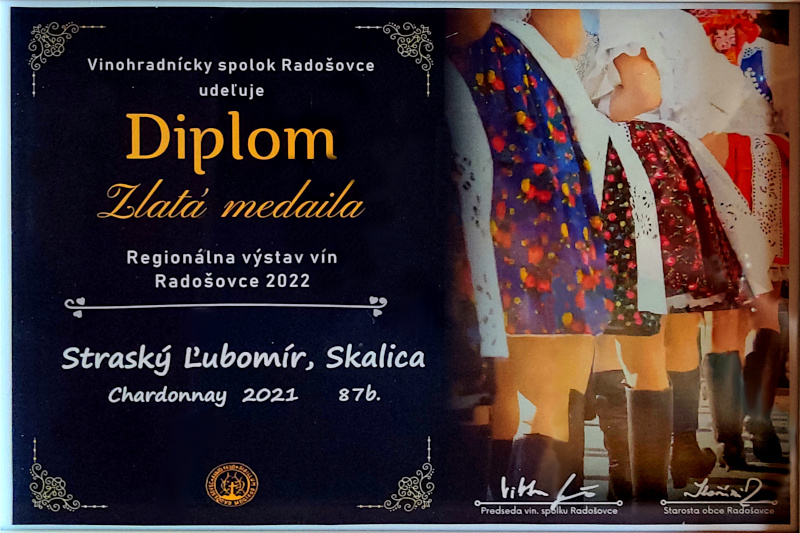 Vinohradnícky spolok Radošovce
udeľuje
Diplom
Zlatá medaila
Regionálna výstav vín
Radošovce 2022
Straský Ľubomír, Skalica
Chardonnay 2021 87b.
Predseda vin. spolku Radošovce
Starosta obce Radošovce